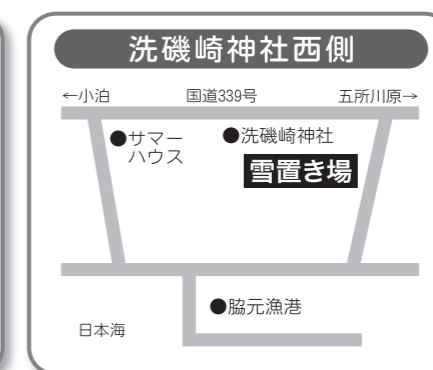 洗磯崎神社西側
←小泊 国道339号 五所川原→
●サマー
ハウス
●洗磯崎神社
雪置き場
●脇元漁港
日本海